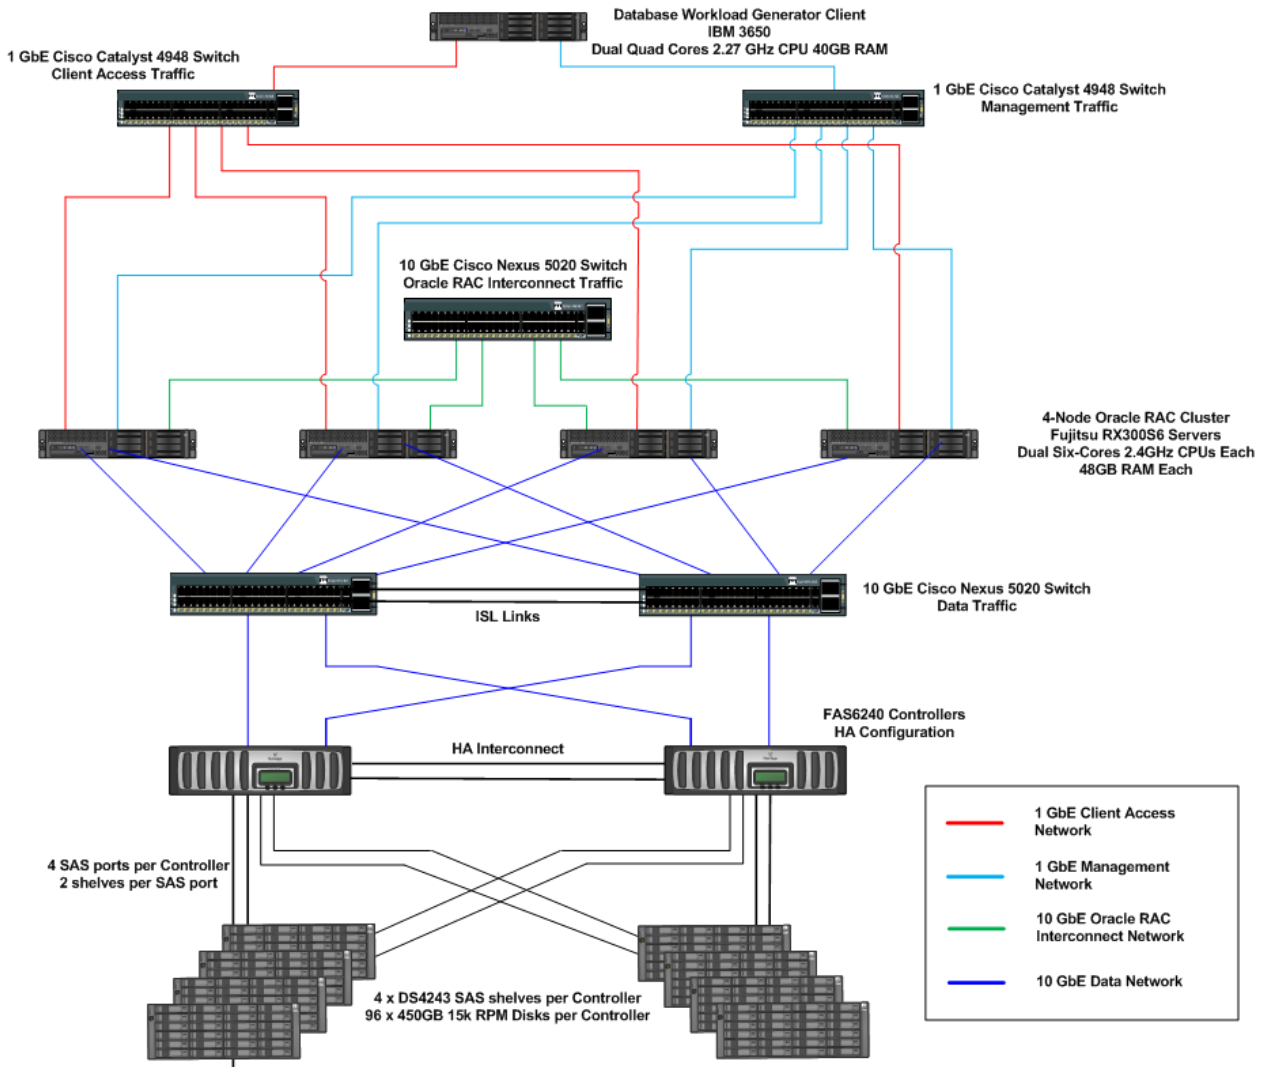 Database Workload Generator Client
IBM 3650
Dual Quad Cores 2.27 GHz CPU 40GB RAM
1 GbE Cisco Catalyst 4948 Switch
Client Access Traffic
1 GbE Cisco Catalyst 4948 Switch
Management Traffic
10 GbE Cisco Nexus 5020 Switch
Oracle RAC Interconnect Traffic
4-Node Oracle RAC Cluster
Fujitsu RX300S6 Servers
Dual Six-Cores 2.4GHz CPUs Each
48GB RAM Each
10 GbE Cisco Nexus 5020 Switch
Data Traffic
ISL Links
FAS6240 Controllers
HA Configuration
HA Interconnect
4 SAS ports per Controller
2 shelves per SAS port
4 x DS4243 SAS shelves per Controller
96 x 450GB 15k RPM Disks per Controller
1 GbE Client Access
Network
1 GbE Management
Network
10 GbE Oracle RAC
Interconnect Network
10 GbE Data Network